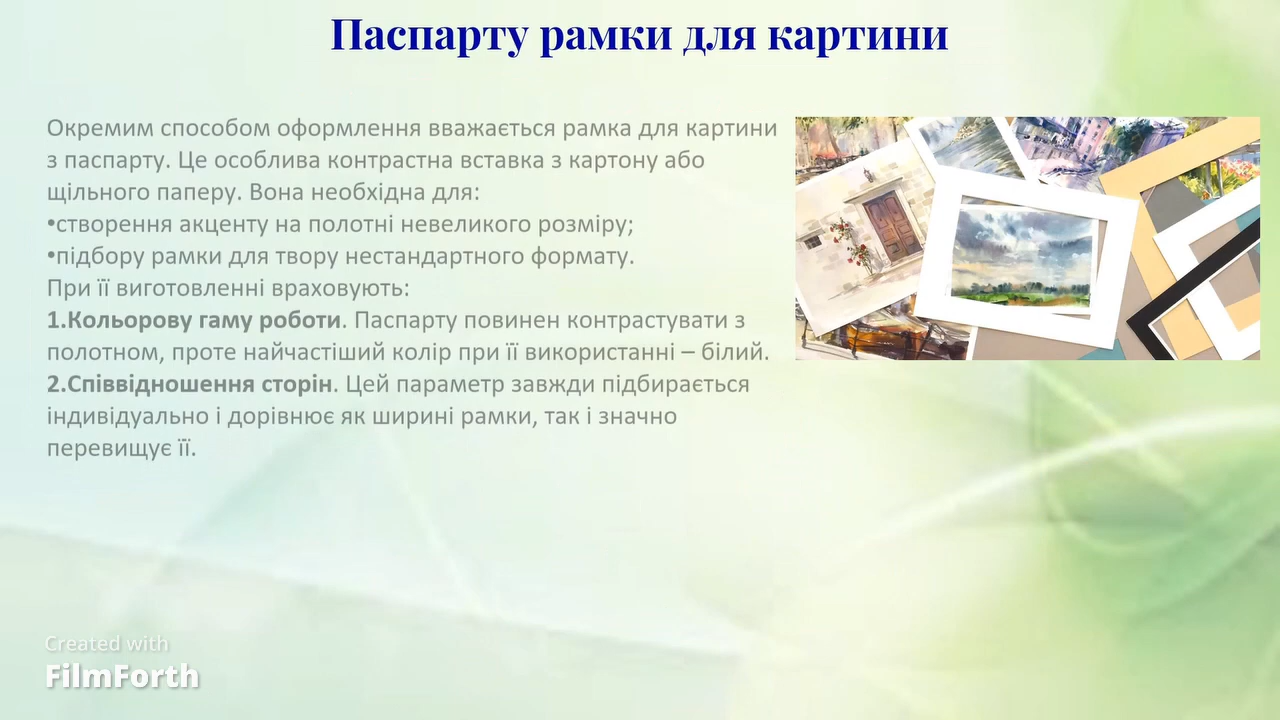 Паспарту рамки для картини
Окремим способом оформлення вважається рамка для картини
з паспарту. Це особлива контрастна вставка з картону або
щільного паперу. Вона необхідна для:
•створення акценту на полотні невеликого розміру;
•підбору рамки для твору нестандартного формату.
При її виготовленні враховують:
1.Кольорову гаму роботи. Паспарту повинен контрастувати з
полотном, проте найчастіший колір при її використанні – білий.
2.Співвідношення сторін. Цей параметр завжди підбирається
індивідуально і дорівнює як ширині рамки, так і значно
перевищує її.
Created with
FilmForth